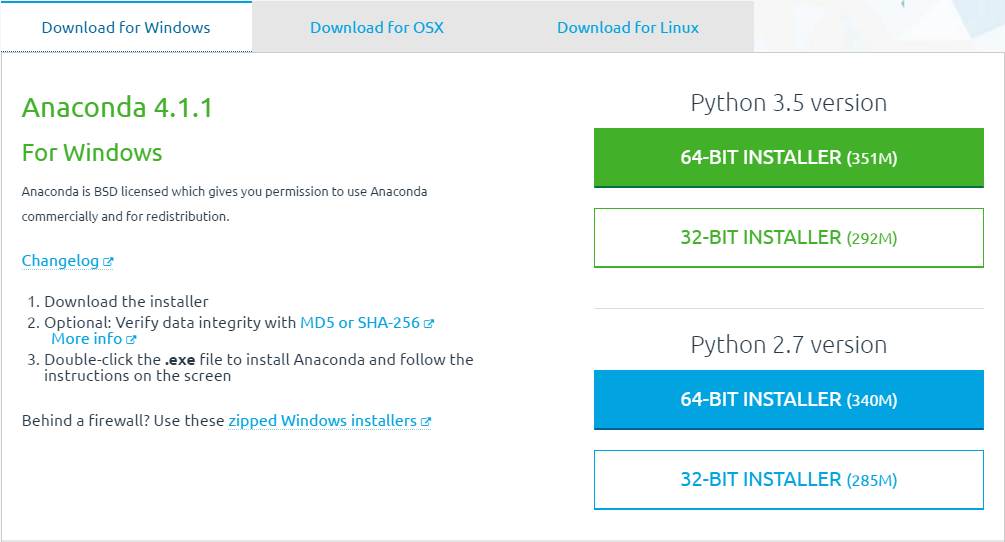 Download for Windows
Download for OSX
Download for Linux
Anaconda 4.1.1
For Windows
Anaconda is BSD licensed which gives you permission to use Anaconda
commercially and for redistribution.
Changelog
1. Download the installer
2. Optional: Verify data integrity with MD5 or SHA-256
More info
3. Double-click the .exe file to install Anaconda and follow the
instructions on the screen
Behind a firewall? Use these zipped Windows installers
Python 3.5 version
64-BIT INSTALLER (351M)
32-BIT INSTALLER (292M)
Python 2.7 version
64-BIT INSTALLER (340M)
32-BIT INSTALLER (285M)